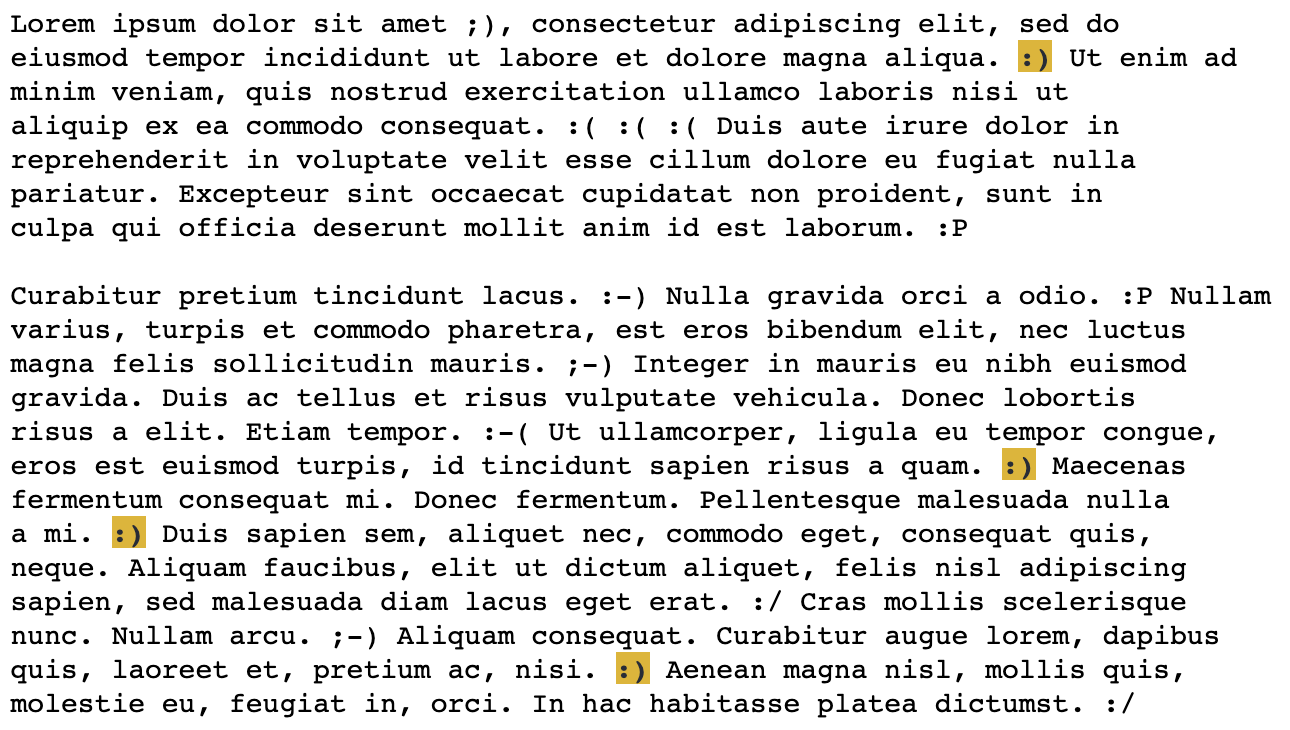 Lorem ipsum dolor sit amet ;), consectetur adipiscing elit, sed do
eiusmod tempor incididunt ut labore et dolore magna aliqua. :) Ut enim ad
minim veniam, quis nostrud exercitation ullamco laboris nisi ut
aliquip ex ea commodo consequat. :( :( :( Duis aute irure dolor in
reprehenderit in voluptate velit esse cillum dolore eu fugiat nulla
pariatur. Excepteur sint occaecat cupidatat non proident, sunt in
culpa qui officia deserunt mollit anim id est laborum. :P

Curabitur pretium tincidunt lacus. :-) Nulla gravida orci a odio. :P Nullam
varius, turpis et commodo pharetra, est eros bibendum elit, nec luctus
magna felis sollicitudin mauris. ;-) Integer in mauris eu nibh euismod
gravida. Duis ac tellus et risus vulputate vehicula. Donec lobortis
risus a elit. Etiam tempor. :-( Ut ullamcorper, ligula eu tempor congue,
eros est euismod turpis, id tincidunt sapien risus a quam. :) Maecenas
fermentum consequat mi. Donec fermentum. Pellentesque malesuada nulla
a mi. :) Duis sapien sem, aliquet nec, commodo eget, consequat quis,
neque. Aliquam faucibus, elit ut dictum aliquet, felis nisl adipiscing
sapien, sed malesuada diam lacus eget erat. :/ Cras mollis scelerisque
nunc. Nullam arcu. ;-) Aliquam consequat. Curabitur augue lorem, dapibus
quis, laoreet et, pretium ac, nisi. :) Aenean magna nisl, mollis quis,
molestie eu, feugiat in, orci. In hac habitasse platea dictumst. :/